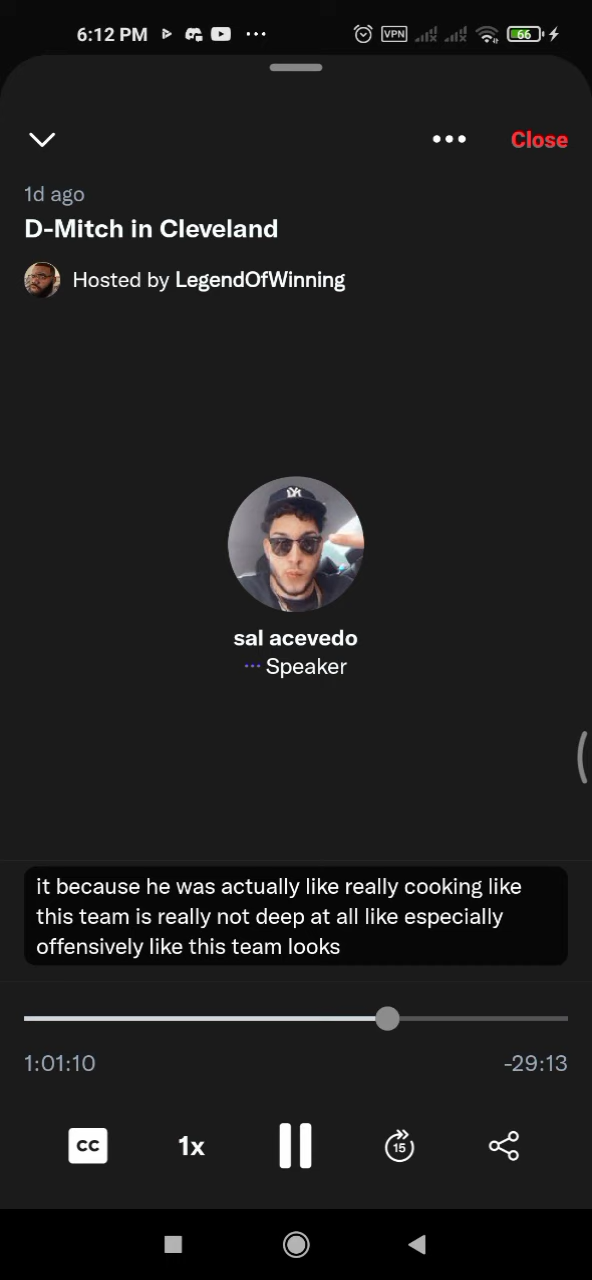 6:12 PM
VPN
66
Close
1d ago
D-Mitch in Cleveland
Hosted by LegendOfWinning
sal acevedo
Speaker
it because he was actually like really cooking like
this team is really not deep at all like especially
offensively like this team looks
1:01:10
-29:13
CC
1x
15